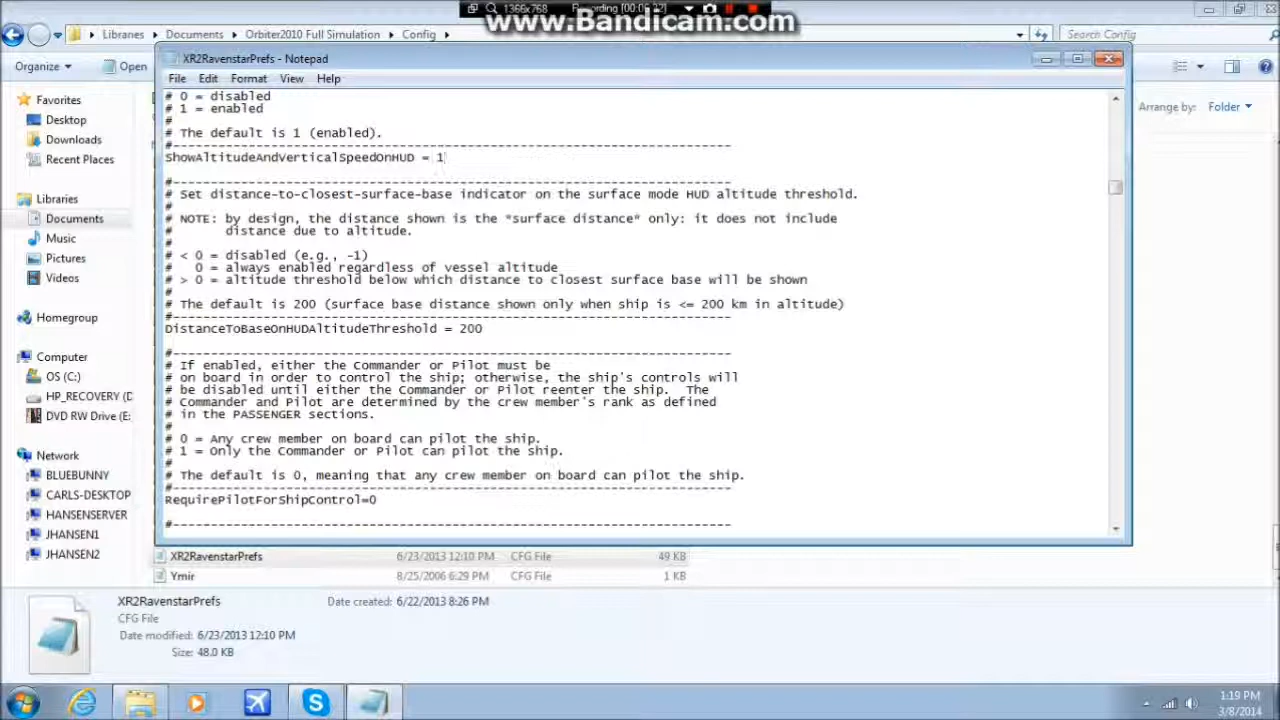 1366x768
Recording [00:06:22]
www.Bandicam.com
Libraries
Documents
Orbiter2010 Full Simulation
Config
Search Config
Organize
Open
Arrange by:
Folder
Favorites
Desktop
Downloads
Recent Places
Libraries
Documents
Music
Pictures
Videos
Homegroup
Computer
OS (C:)
HP_RECOVERY (D
DVD RW Drive (E:
Network
BLUEBUNNY
CARLS-DESKTOP
HANSENSERVER
JHANSEN1
JHANSEN2
XR2RavenstarPrefs - Notepad
File Edit Format View Help
# 0 = disabled
# 1 = enabled
#
# The default is 1 (enabled).
#---------------------------------------------------------------------------
ShowAltitudeAndVerticalSpeedOnHUD = 1
#---------------------------------------------------------------------------
# Set distance-to-closest-surface-base indicator on the surface mode HUD altitude threshold.
#
# NOTE: by design, the distance shown is the *surface distance* only: it does not include
# distance due to altitude.
#
# < 0 = disabled (e.g., -1)
# 0 = always enabled regardless of vessel altitude
# > 0 = altitude threshold below which distance to closest surface base will be shown
#
# The default is 200 (surface base distance shown only when ship is <= 200 km in altitude)
#---------------------------------------------------------------------------
DistanceToBaseOnHUDAltitudeThreshold = 200
#---------------------------------------------------------------------------
# If enabled, either the Commander or Pilot must be
# on board in order to control the ship; otherwise, the ship's controls will
# be disabled until either the Commander or Pilot reenter the ship. The
# Commander and Pilot are determined by the crew member's rank as defined
# in the PASSENGER sections.
#
# 0 = Any crew member on board can pilot the ship.
# 1 = Only the Commander or Pilot can pilot the ship.
#
# The default is 0, meaning that any crew member on board can pilot the ship.
#---------------------------------------------------------------------------
RequirePilotForShipControl=0
#---------------------------------------------------------------------------
XR2RavenstarPrefs 6/23/2013 12:10 PM CFG File 49 KB
Ymir 8/25/2006 6:29 PM CFG File 1 KB
XR2RavenstarPrefs Date created: 6/22/2013 8:26 PM
CFG File
Date modified: 6/23/2013 12:10 PM
Size: 48.0 KB
1:19 PM
3/8/2014